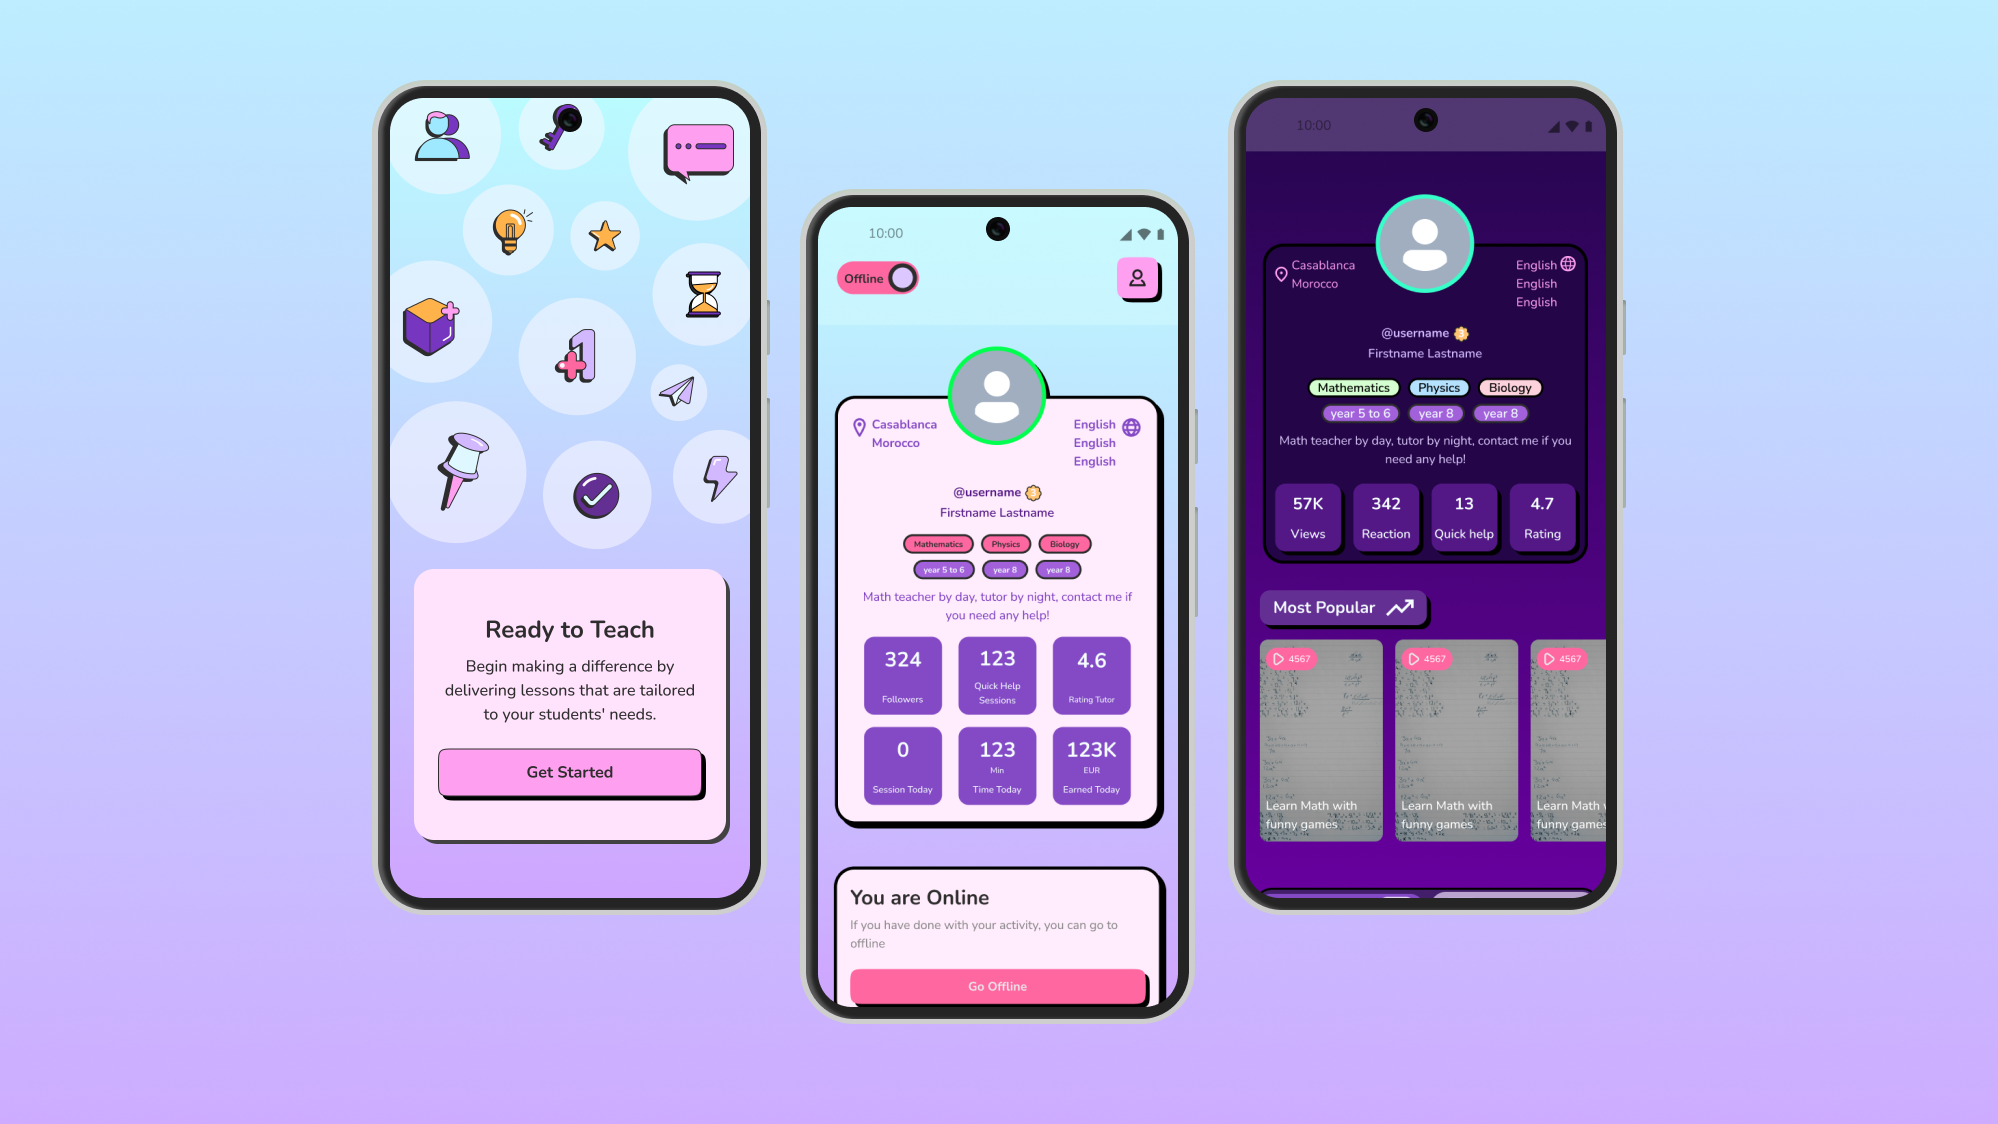 Ready to Teach
Begin making a difference by
delivering lessons that are tailored
to your students' needs.
Get Started
10:00
Offline
Casablanca
Morocco
English
English
English
@username
Firstname Lastname
Mathematics Physics Biology
year 5 to 6 year 8 year 8
Math teacher by day, tutor by night, contact me if
you need any help!
324
Followers
123
Quick Help
Sessions
4.6
Rating Tutor
0
Session Today
123
Min
Time Today
123K
EUR
Earned Today
You are Online
If you have done with your activity, you can go to
offline
Go Offline
10:00
Casablanca
Morocco
English
English
English
@username 3
Firstname Lastname
Mathematics Physics Biology
year 5 to 6 year 8 year 8
Math teacher by day, tutor by night, contact me if you
need any help!
57K
Views
342
Reaction
13
Quick help
4.7
Rating
Most Popular
4567
Learn Math with
funny games
4567
Learn Math with
funny games
4567
Learn Math
funny games